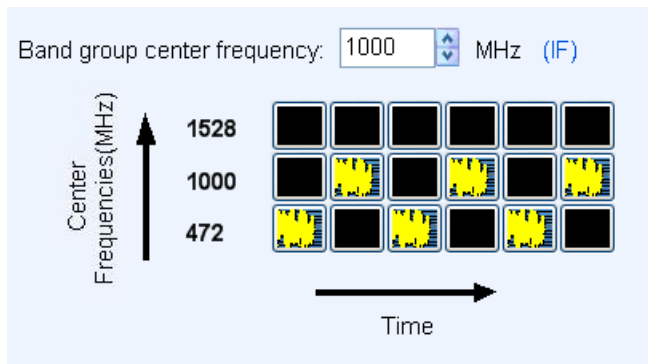 Band group center frequency: 1000 MHz (IF)
Center
Frequencies(MHz)
1528
1000
472
Time